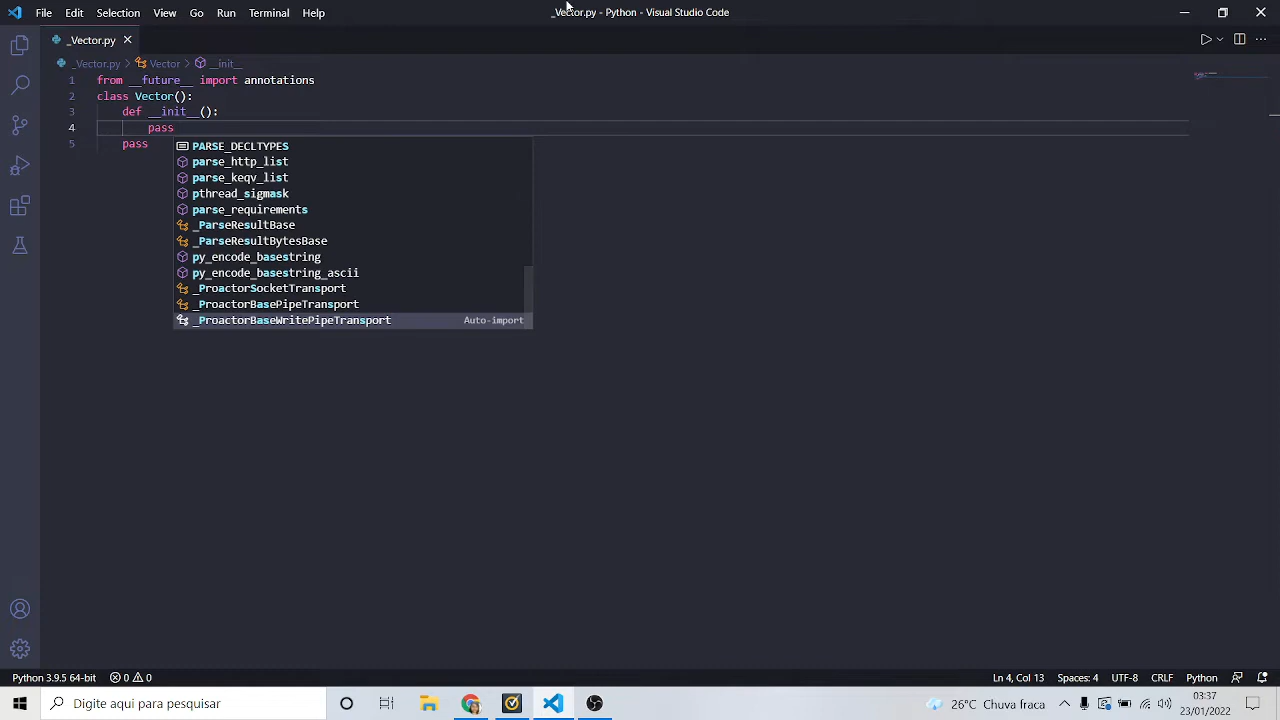 File Edit Selection View Go Run Terminal Help
_Vector.py - Python - Visual Studio Code
_Vector.py
_Vector.py > Vector > __init__
1 from __future__ import annotations
2 class Vector():
3 def __init__():
4 pass
5 pass
PARSE_DECLTYPES
parse_http_list
parse_keqv_list
pthread_sigmask
parse_requirements
_ParseResultBase
_ParseResultBytesBase
py_encode_basestring
py_encode_basestring_ascii
_ProactorSocketTransport
_ProactorBasePipeTransport
_ProactorBaseWritePipeTransport Auto-import
Python 3.9.5 64-bit 0 0 Ln 4, Col 13 Spaces 4 UTF-8 CRLF Python
Digite aqui para pesquisar
26°C Chuva fraca
03:37
23/01/2022